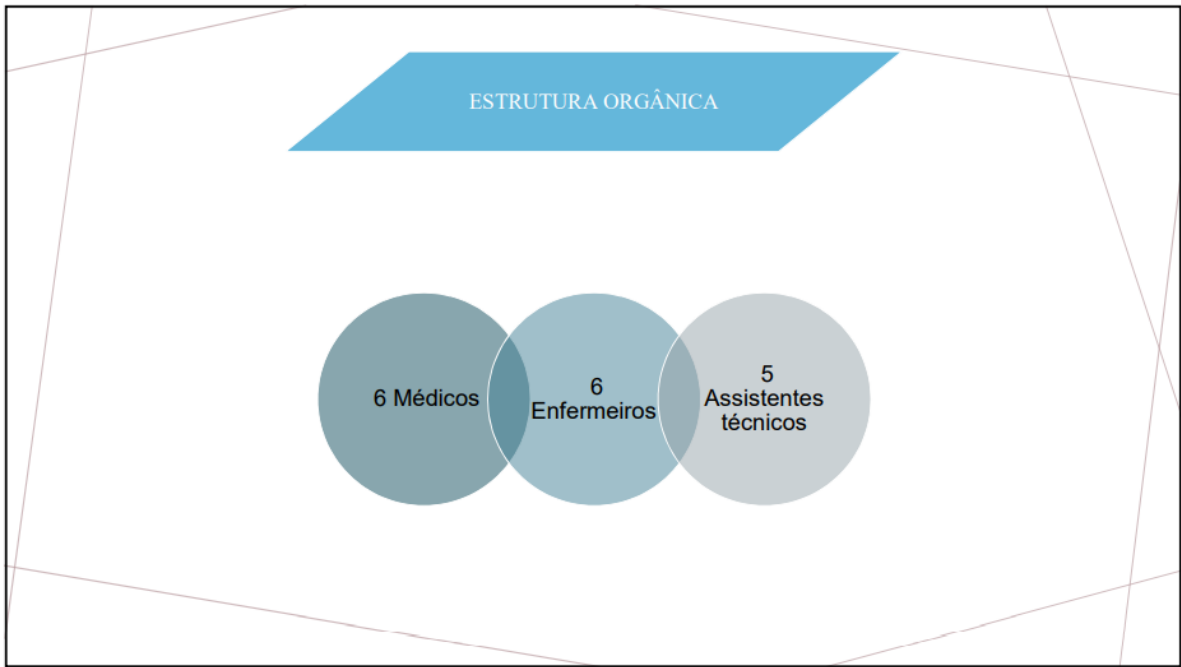 ESTRUTURA ORGÂNICA
6 Médicos
6
Enfermeiros
5
Assistentes
técnicos